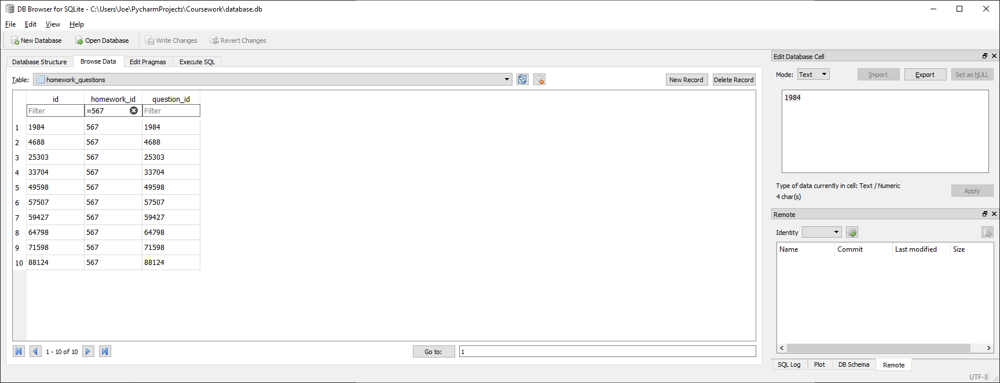 DB Browser for SQLite - C:\Users\Joe\PycharmProjects\Coursework\database.db
File Edit View Help
New Database Open Database Write Changes Revert Changes
Database Structure Browse Data Edit Pragmas Execute SQL
Table: homework_questions New Record Delete Record
id homework_id question_id
Filter =567 Filter
1 1984 567 1984
2 4688 567 4688
3 25303 567 25303
4 33704 567 33704
5 49598 567 49598
6 57507 567 57507
7 59427 567 59427
8 64798 567 64798
9 71598 567 71598
10 88124 567 88124
1 - 10 of 10 Go to: 1
Edit Database Cell
Mode: Text Import Export Set as NULL
1984
Type of data currently in cell: Text / Numeric
4 char(s)
Apply
Remote
Identity
Name Commit Last modified Size
SQL Log Plot DB Schema Remote
UTF-8